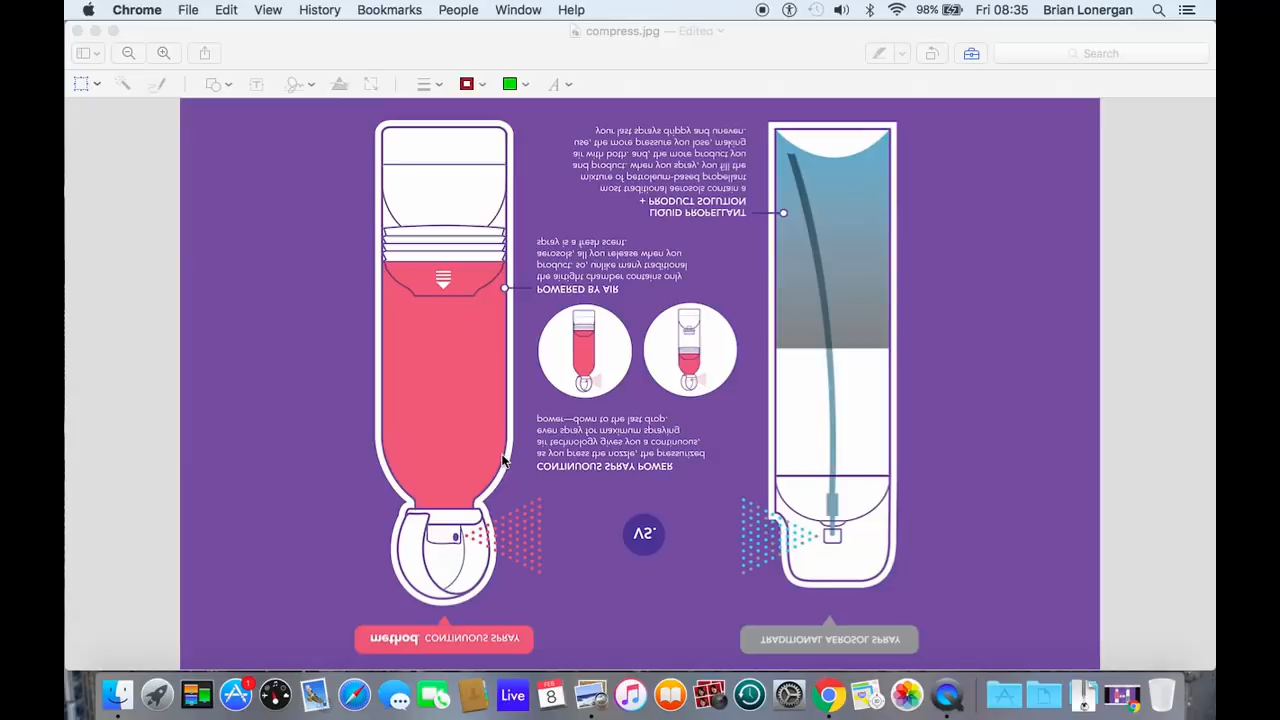 Chrome File Edit View History Bookmarks People Window Help 98% Fri 08:35 Brian Lonergan
compress.jpg — Edited
Search
method. CONTINUOUS SPRAY
TRADITIONAL AEROSOL SPRAY
VS.
CONTINUOUS SPRAY POWER
as you press the nozzle, the pressurized
air technology gives you a continuous,
even spray for maximum spraying
power—down to the last drop.
POWERED BY AIR
the airtight chamber contains only
product. so, unlike many traditional
aerosols, all you release when you
spray is a fresh scent.
LIQUID PROPELLANT
+ PRODUCT SOLUTION
most traditional aerosols contain a
mixture of petroleum-based propellant
and product. when you spray, you fill the
air with both. and, the more product you
use, the more pressure you lose, making
your last sprays drippy and uneven.
1
Live
FEB
8